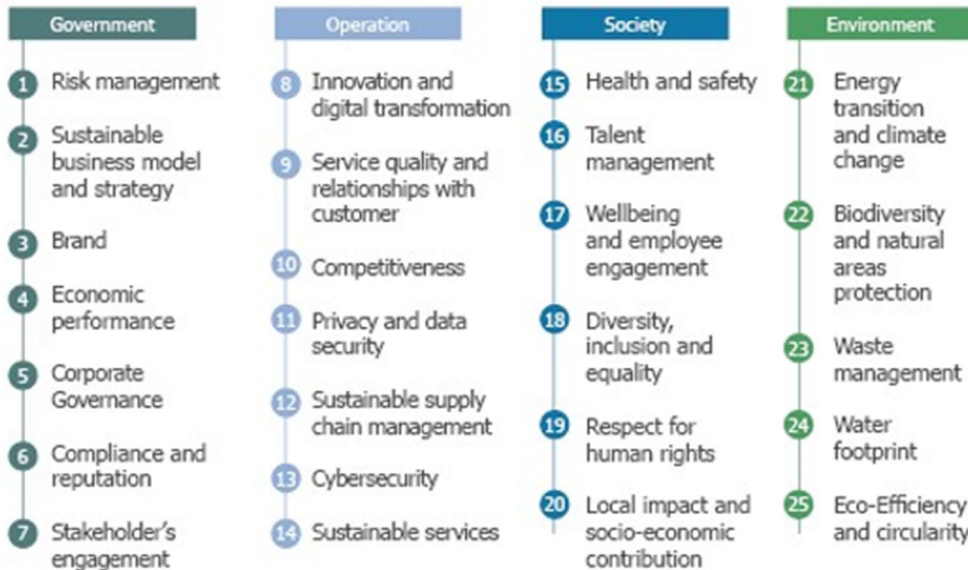 Government
1 Risk management
2 Sustainable
business model
and strategy
3 Brand
4 Economic
performance
5 Corporate
Governance
6 Compliance and
reputation
7 Stakeholder's
engagement
Operation
8 Innovation and
digital transformation
9 Service quality and
relationships with
customer
10 Competitiveness
11 Privacy and data
security
12 Sustainable supply
chain management
13 Cybersecurity
14 Sustainable services
Society
15 Health and safety
16 Talent
management
17 Wellbeing
and employee
engagement
18 Diversity,
inclusion and
equality
19 Respect for
human rights
20 Local impact and
socio-economic
contribution
Environment
21 Energy
transition
and climate
change
22 Biodiversity
and natural
areas
protection
23 Waste
management
24 Water
footprint
25 Eco-Efficiency
and circularity